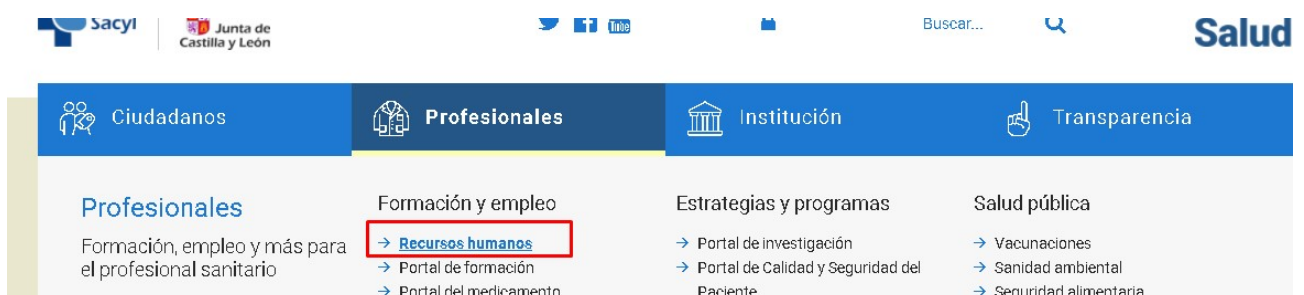 Sacyl
Junta de
Castilla y León
Tube
Buscar...
Salud
Ciudadanos
Profesionales
Institución
Transparencia
Profesionales
Formación, empleo y más para
el profesional sanitario
Formación y empleo
→ Recursos humanos
→ Portal de formación
→ Portal del medicamento
Estrategias y programas
→ Portal de investigación
→ Portal de Calidad y Seguridad del
Paciente
Salud pública
→ Vacunaciones
→ Sanidad ambiental
→ Seguridad alimentaria